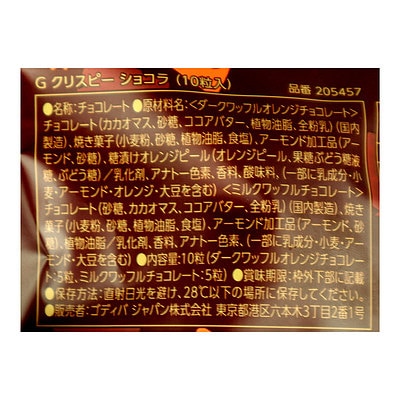 G クリスピー ショコラ (10粒入)
品番 205457
●名称:チョコレート ●原材料名:<ダークワッフルオレンジチョコレート>
チョコレート(カカオマス、砂糖、ココアバター、植物油脂、全粉乳)(国内
製造)、焼き菓子(小麦粉、砂糖、植物油脂、食塩)、アーモンド加工品(アー
モンド、砂糖)、糖漬けオレンジピール(オレンジピール、果糖ぶどう糖液
糖、ぶどう糖)/乳化剤、アナトー色素、香料、酸味料、(一部に乳成分・小
麦・アーモンド・オレンジ・大豆を含む) <ミルクワッフルチョコレート>
チョコレート(砂糖、カカオマス、ココアバター、全粉乳)(国内製造)、焼き
菓子(小麦粉、砂糖、植物油脂、食塩)、アーモンド加工品(アーモンド、砂
糖)、植物油脂/乳化剤、香料、アナトー色素、(一部に乳成分・小麦・アー
モンド・大豆を含む) ●内容量:10粒(ダークワッフルオレンジチョコレート
:5粒、ミルクワッフルチョコレート:5粒) ●賞味期限:枠外下部に記載
●保存方法:直射日光を避け、28℃以下の場所に保存してください。
●販売者:ゴディバ ジャパン株式会社 東京都港区六本木3丁目2番1号